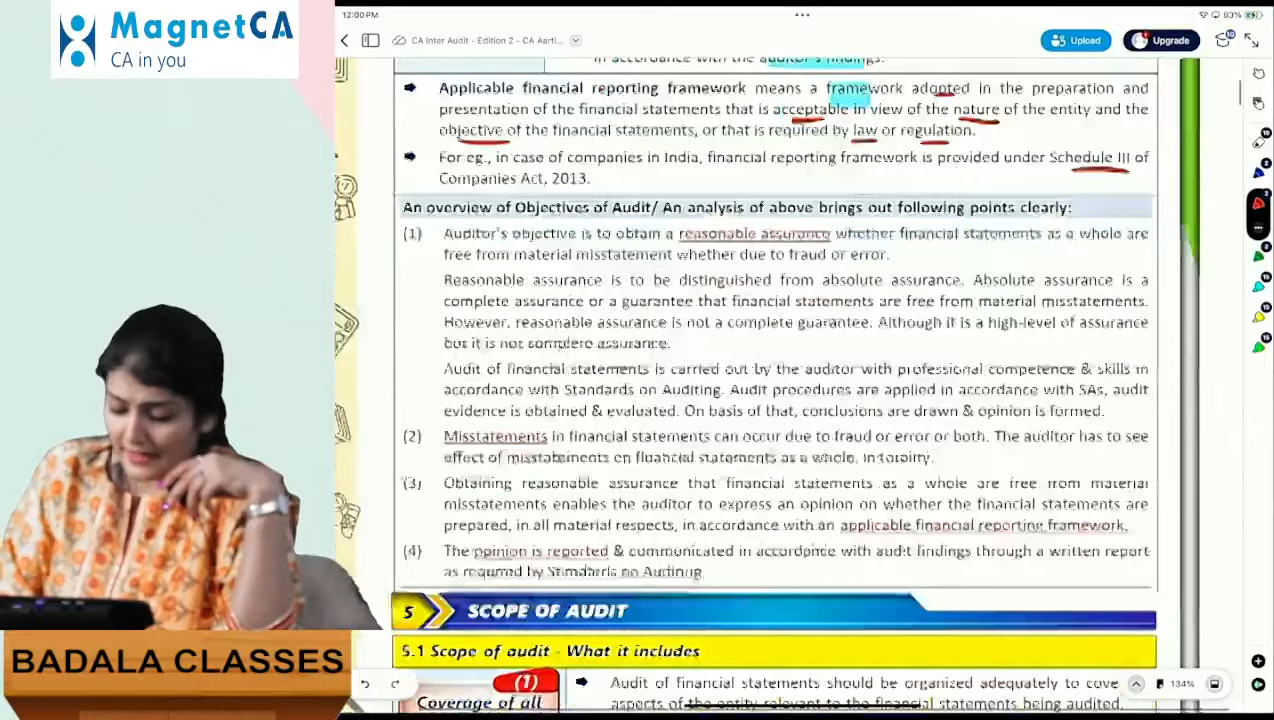 MagnetCA
CA in you
12:00PM
83%
CA Inter Audit - Edition 2 - CA Aarti...
Upload
Upgrade
in accordance with the auditor's findings.
Applicable financial reporting framework means a framework adopted in the preparation and
presentation of the financial statements that is acceptable in view of the nature of the entity and the
objective of the financial statements, or that is required by law or regulation.
For eg., in case of companies in India, financial reporting framework is provided under Schedule III of
Companies Act, 2013.
An overview of Objectives of Audit/ An analysis of above brings out following points clearly:
(1) Auditor's objective is to obtain a reasonable assurance whether financial statements as a whole are
free from material misstatement whether due to fraud or error.
Reasonable assurance is to be distinguished from absolute assurance. Absolute assurance is a
complete assurance or a guarantee that financial statements are free from material misstatements.
However, reasonable assurance is not a complete guarantee. Although it is a high-level of assurance
but it is not complete assurance.
Audit of financial statements is carried out by the auditor with professional competence & skills in
accordance with Standards on Auditing. Audit procedures are applied in accordance with SAs, audit
evidence is obtained & evaluated. On basis of that, conclusions are drawn & opinion is formed.
(2) Misstatements in financial statements can occur due to fraud or error or both. The auditor has to see
effect of misstatements on financial statements as a whole, in totality.
(3) Obtaining reasonable assurance that financial statements as a whole are free from material
misstatements enables the auditor to express an opinion on whether the financial statements are
prepared, in all material respects, in accordance with an applicable financial reporting framework.
(4) The opinion is reported & communicated in accordance with audit findings through a written report
as required by Standards on Auditing
5 SCOPE OF AUDIT
5.1 Scope of audit - What it includes
(1)
Coverage of all
Audit of financial statements should be organized adequately to cove
aspects of the entity relevant to the financial statements being audited.
134%
BADALA CLASSES